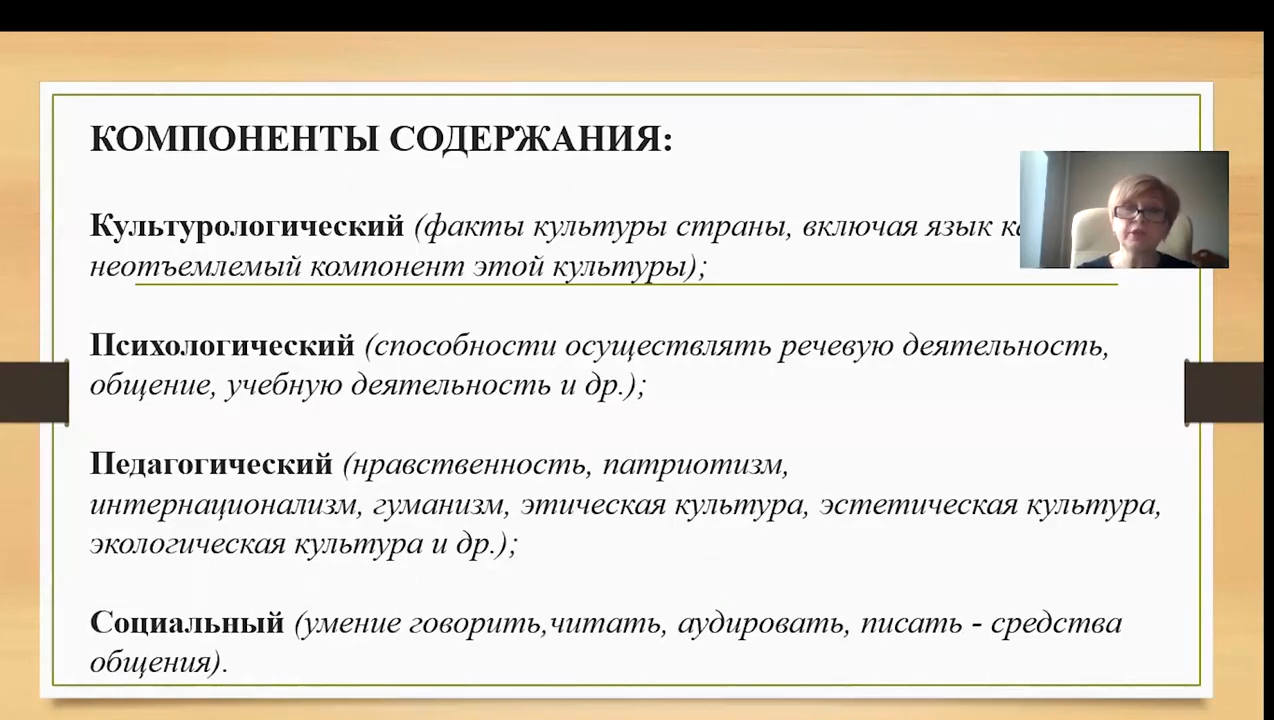 КОМПОНЕНТЫ СОДЕРЖАНИЯ:
Культурологический (факты культуры страны, включая язык
неотъемлемый компонент этой культуры);
Психологический (способности осуществлять речевую деятельность,
общение, учебную деятельность и др.);
Педагогический (нравственность, патриотизм,
интернационализм, гуманизм, этическая культура, эстетическая культура,
экологическая культура и др.);
Социальный (умение говорить,читать, аудировать, писать - средства
общения).